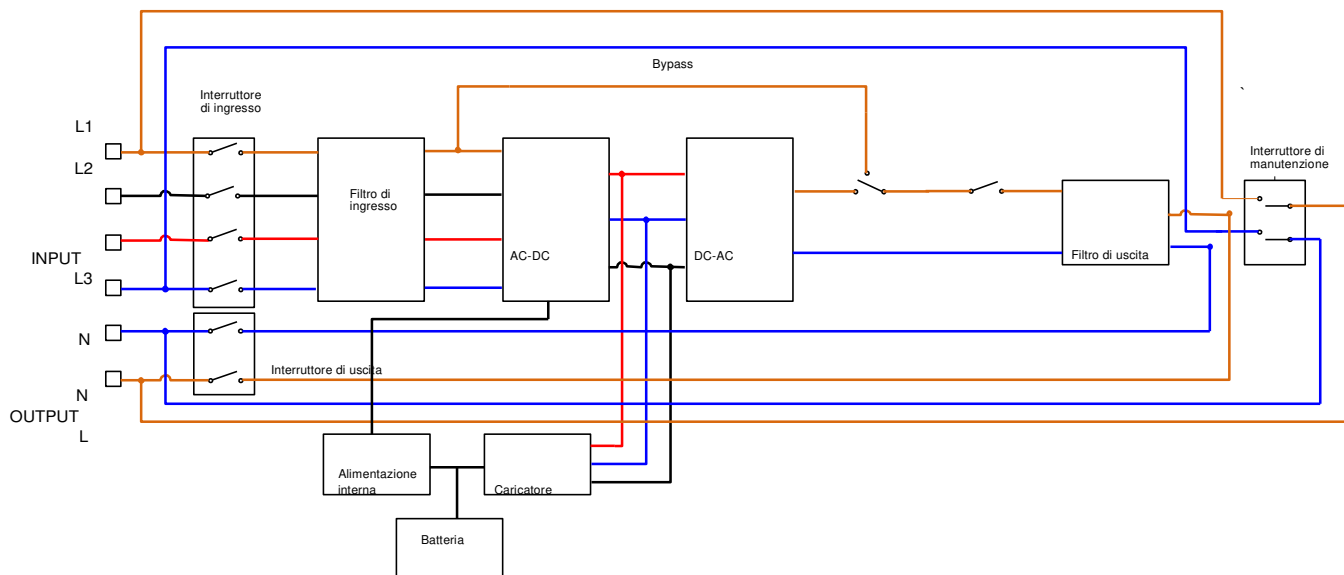 Bypass
Interruttore
di ingresso
`
L1
L2
INPUT
L3
N
N
OUTPUT
L
Filtro di
ingresso
AC-DC
DC-AC
Filtro di uscita
Interruttore di
manutenzione
Interruttore di uscita
Alimentazione
interna
Caricatore
Batteria